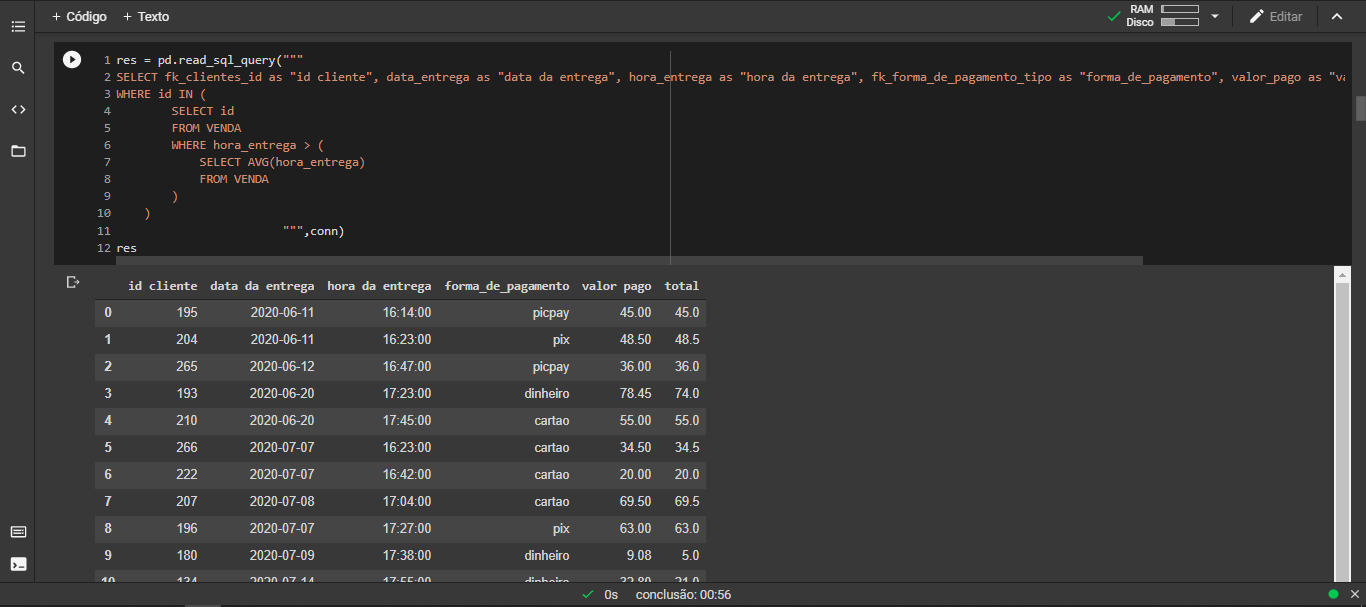 + Código + Texto
RAM
Disco
Editar
1 res = pd.read_sql_query("""
2 SELECT fk_clientes_id as "id cliente", data_entrega as "data da entrega", hora_entrega as "hora da entrega", fk_forma_de_pagamento_tipo as "forma_de_pagamento", valor_pago as "va
3 WHERE id IN (
4 SELECT id
5 FROM VENDA
6 WHERE hora_entrega > (
7 SELECT AVG(hora_entrega)
8 FROM VENDA
9 )
10 )
11 """,conn)
12 res
id cliente data da entrega hora da entrega forma_de_pagamento valor pago total
0 195 2020-06-11 16:14:00 picpay 45.00 45.0
1 204 2020-06-11 16:23:00 pix 48.50 48.5
2 265 2020-06-12 16:47:00 picpay 36.00 36.0
3 193 2020-06-20 17:23:00 dinheiro 78.45 74.0
4 210 2020-06-20 17:45:00 cartao 55.00 55.0
5 266 2020-07-07 16:23:00 cartao 34.50 34.5
6 222 2020-07-07 16:42:00 cartao 20.00 20.0
7 207 2020-07-08 17:04:00 cartao 69.50 69.5
8 196 2020-07-07 17:27:00 pix 63.00 63.0
9 180 2020-07-09 17:38:00 dinheiro 9.08 5.0
10 134 2020-07-14 17:55:00 dinheiro 32.80 21.0
0s conclusão: 00:56